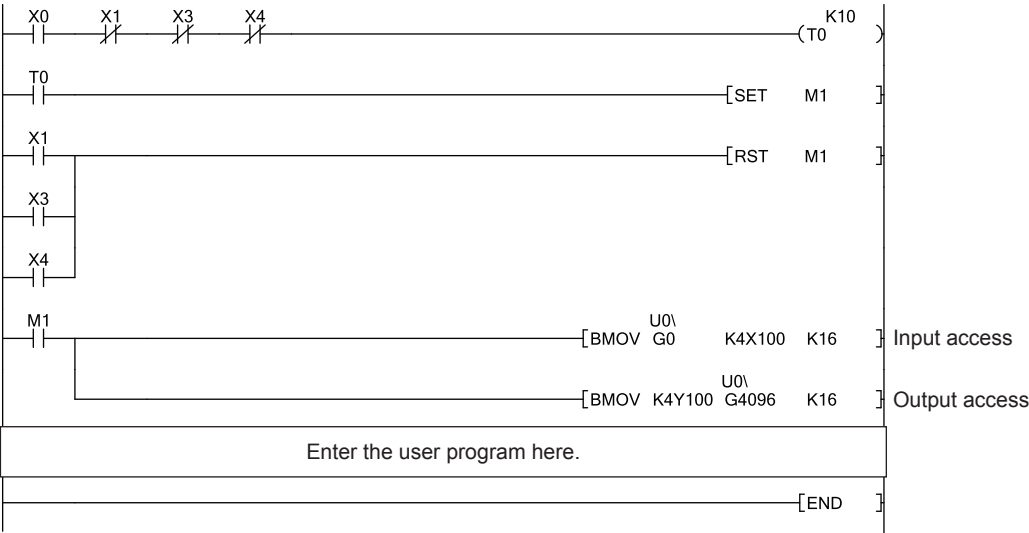 X0 X1 X3 X4 K10
T0
T0
SET M1
X1
RST M1
X3
X4
M1 U0\
BMOV G0 K4X100 K16 Input access
U0\
BMOV K4Y100 G4096 K16 Output access
Enter the user program here.
END